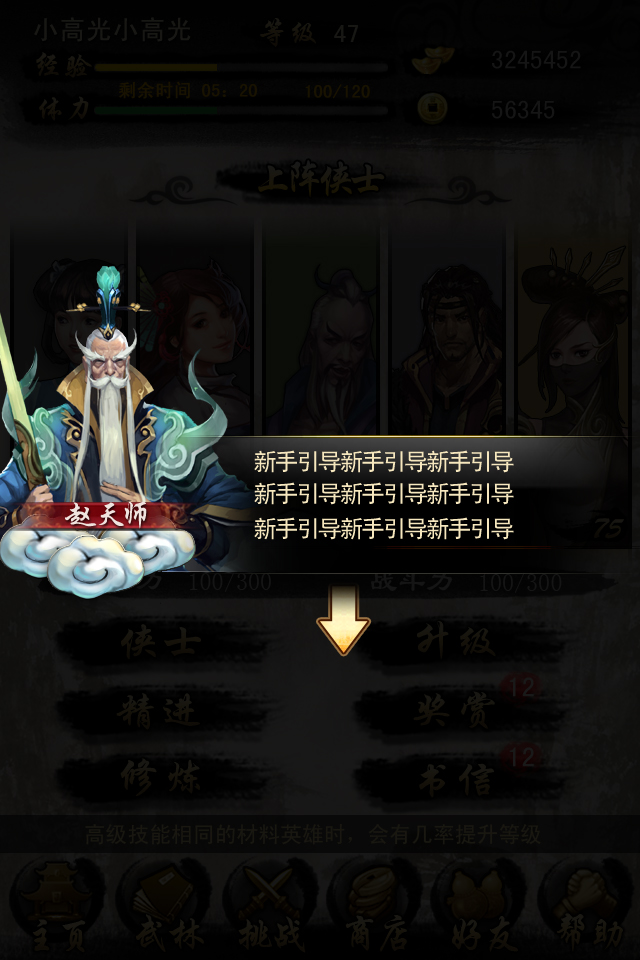 小高光小高光 等级 47
经验 3245452
剩余时间 05：20 100/120
体力 56345
上阵侠士
新手引导新手引导新手引导
新手引导新手引导新手引导
赵天师
新手引导新手引导新手引导
75
力 100/300 战斗力 100/300
侠士 升级
精进 奖赏 12
修炼 书信 12
高级技能相同的材料英雄时，会有几率提升等级
主页 武林 挑战 商店 好友 帮助